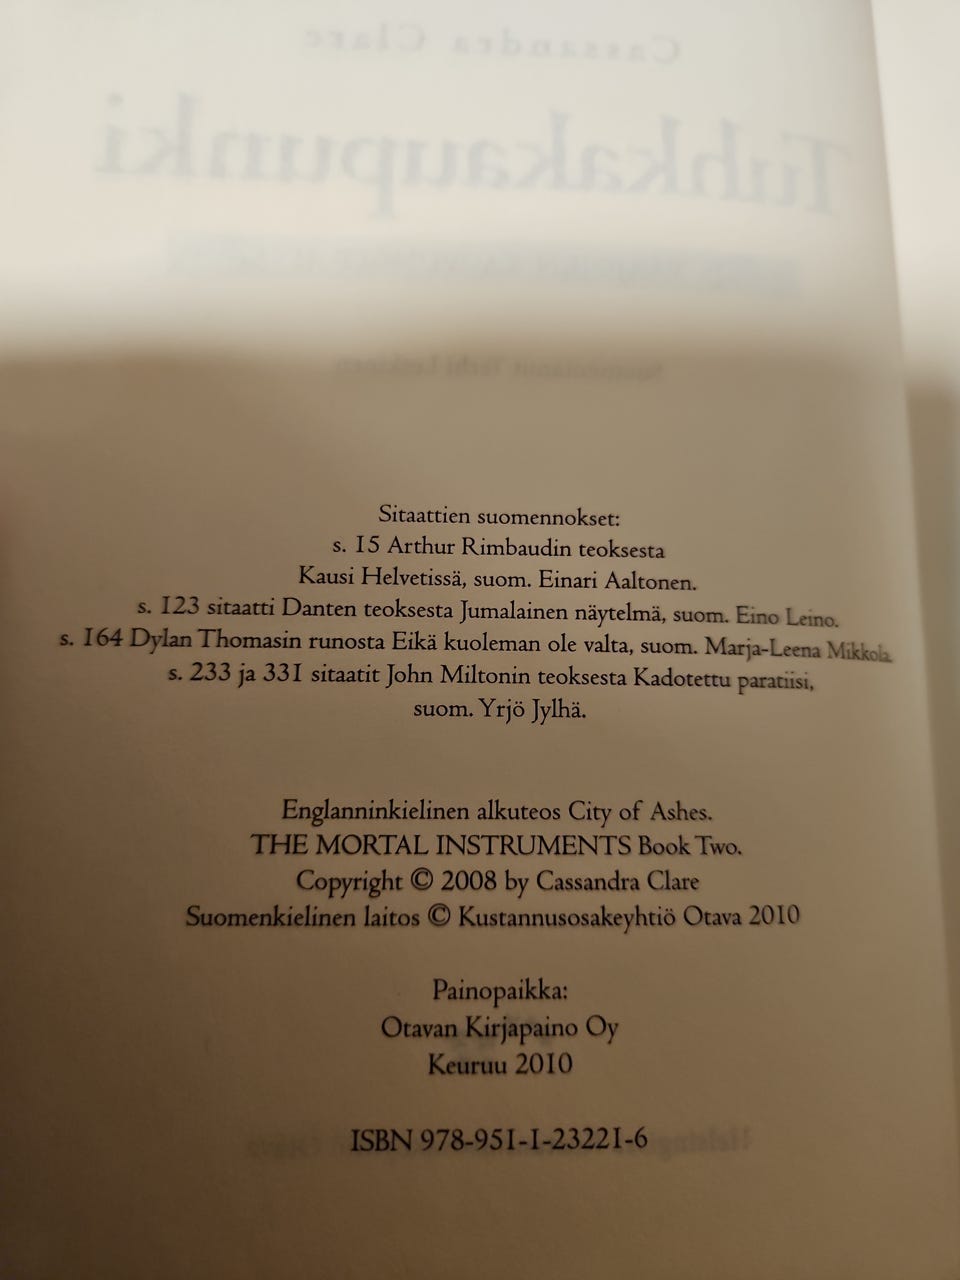 Cassandra Clare
Tuhkakaupunki
Sitaattien suomennokset:
s. 15 Arthur Rimbaudin teoksesta
Kausi Helvetissä, suom. Einari Aaltonen.
s. 123 sitaatti Danten teoksesta Jumalainen näytelmä, suom. Eino Leino.
s. 164 Dylan Thomasin runosta Eikä kuoleman ole valta, suom. Marja-Leena Mikkola.
s. 233 ja 331 sitaatit John Miltonin teoksesta Kadotettu paratiisi,
suom. Yrjö Jylhä.
Englanninkielinen alkuteos City of Ashes.
THE MORTAL INSTRUMENTS Book Two.
Copyright © 2008 by Cassandra Clare
Suomenkielinen laitos © Kustannusosakeyhtiö Otava 2010
Painopaikka:
Otavan Kirjapaino Oy
Keuruu 2010
ISBN 978-951-1-23221-6